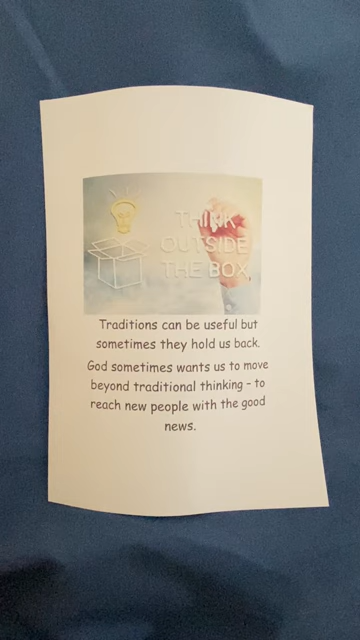 THINK
OUTSIDE
THE BOX
Traditions can be useful but
sometimes they hold us back.
God sometimes wants us to move
beyond traditional thinking – to
reach new people with the good
news.